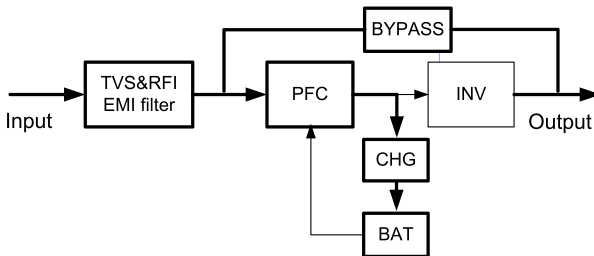 BYPASS
TVS&RFI
EMI filter
PFC
INV
Input
Output
CHG
BAT